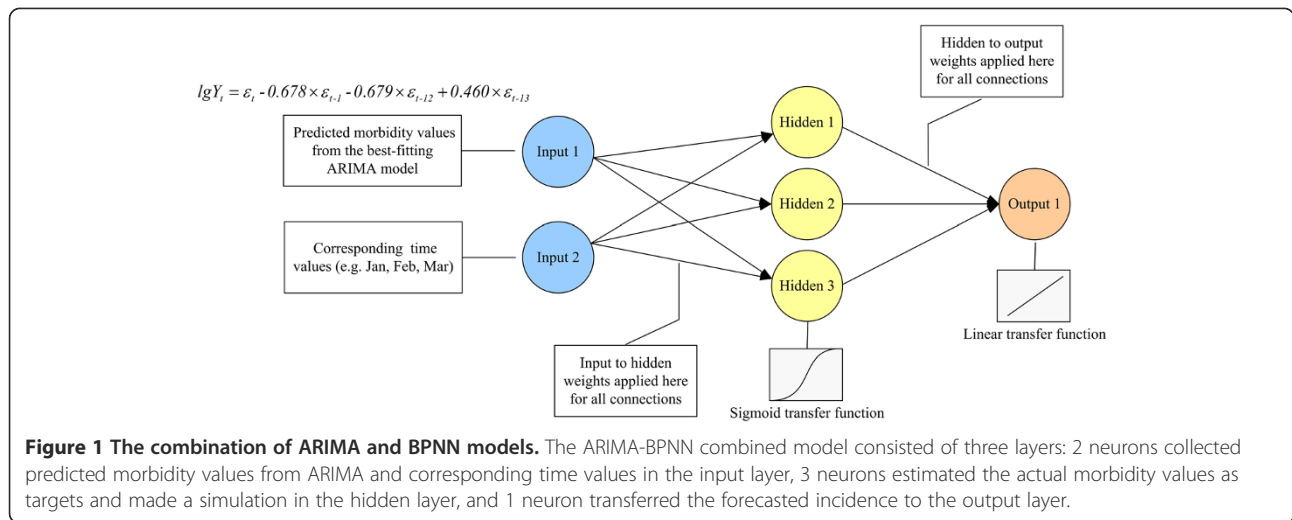 Hidden to output
weights applied here
for all connections
lgYt = εt - 0.678 × εt-1 - 0.679 × εt-12 + 0.460 × εt-13
Predicted morbidity values
from the best-fitting
ARIMA model
Input 1
Hidden 1
Hidden 2
Output 1
Corresponding time
values (e.g. Jan, Feb, Mar)
Input 2
Hidden 3
Linear transfer function
Input to hidden
weights applied here
for all connections
Sigmoid transfer function
Figure 1 The combination of ARIMA and BPNN models. The ARIMA-BPNN combined model consisted of three layers: 2 neurons collected
predicted morbidity values from ARIMA and corresponding time values in the input layer, 3 neurons estimated the actual morbidity values as
targets and made a simulation in the hidden layer, and 1 neuron transferred the forecasted incidence to the output layer.